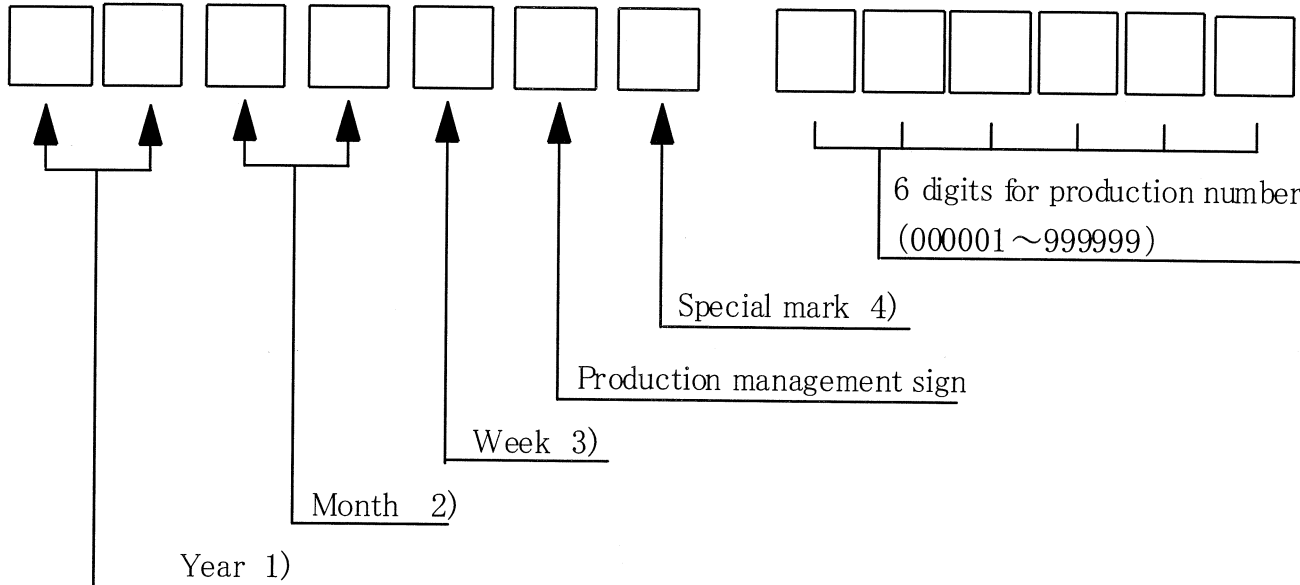 6 digits for production number
(000001～999999)
Special mark 4)
Production management sign
Week 3)
Month 2)
Year 1)